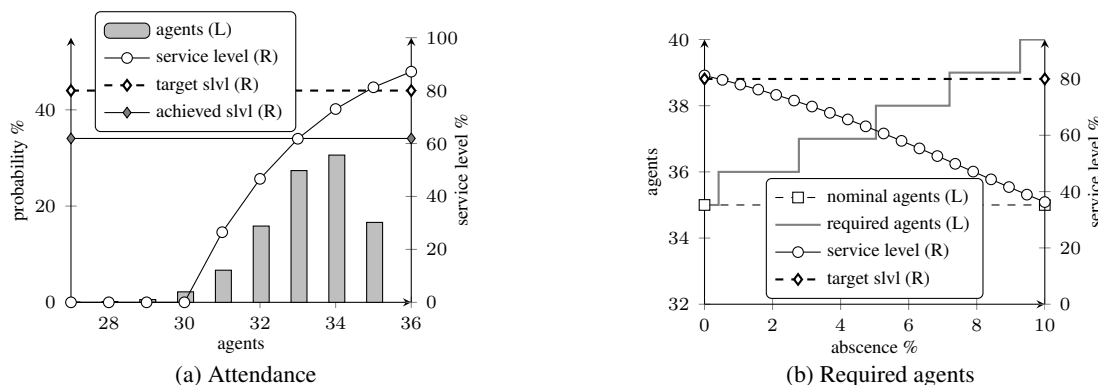 agents (L)
service level (R)
target slvl (R)
achieved slvl (R)
100
80
60
40
20
0
service level %
40
20
0
probability %
28 30 32 34 36
agents
(a) Attendance
40
38
36
34
32
agents
80
60
40
20
0
service level %
nominal agents (L)
required agents (L)
service level (R)
target slvl (R)
0 2 4 6 8 10
abscence %
(b) Required agents